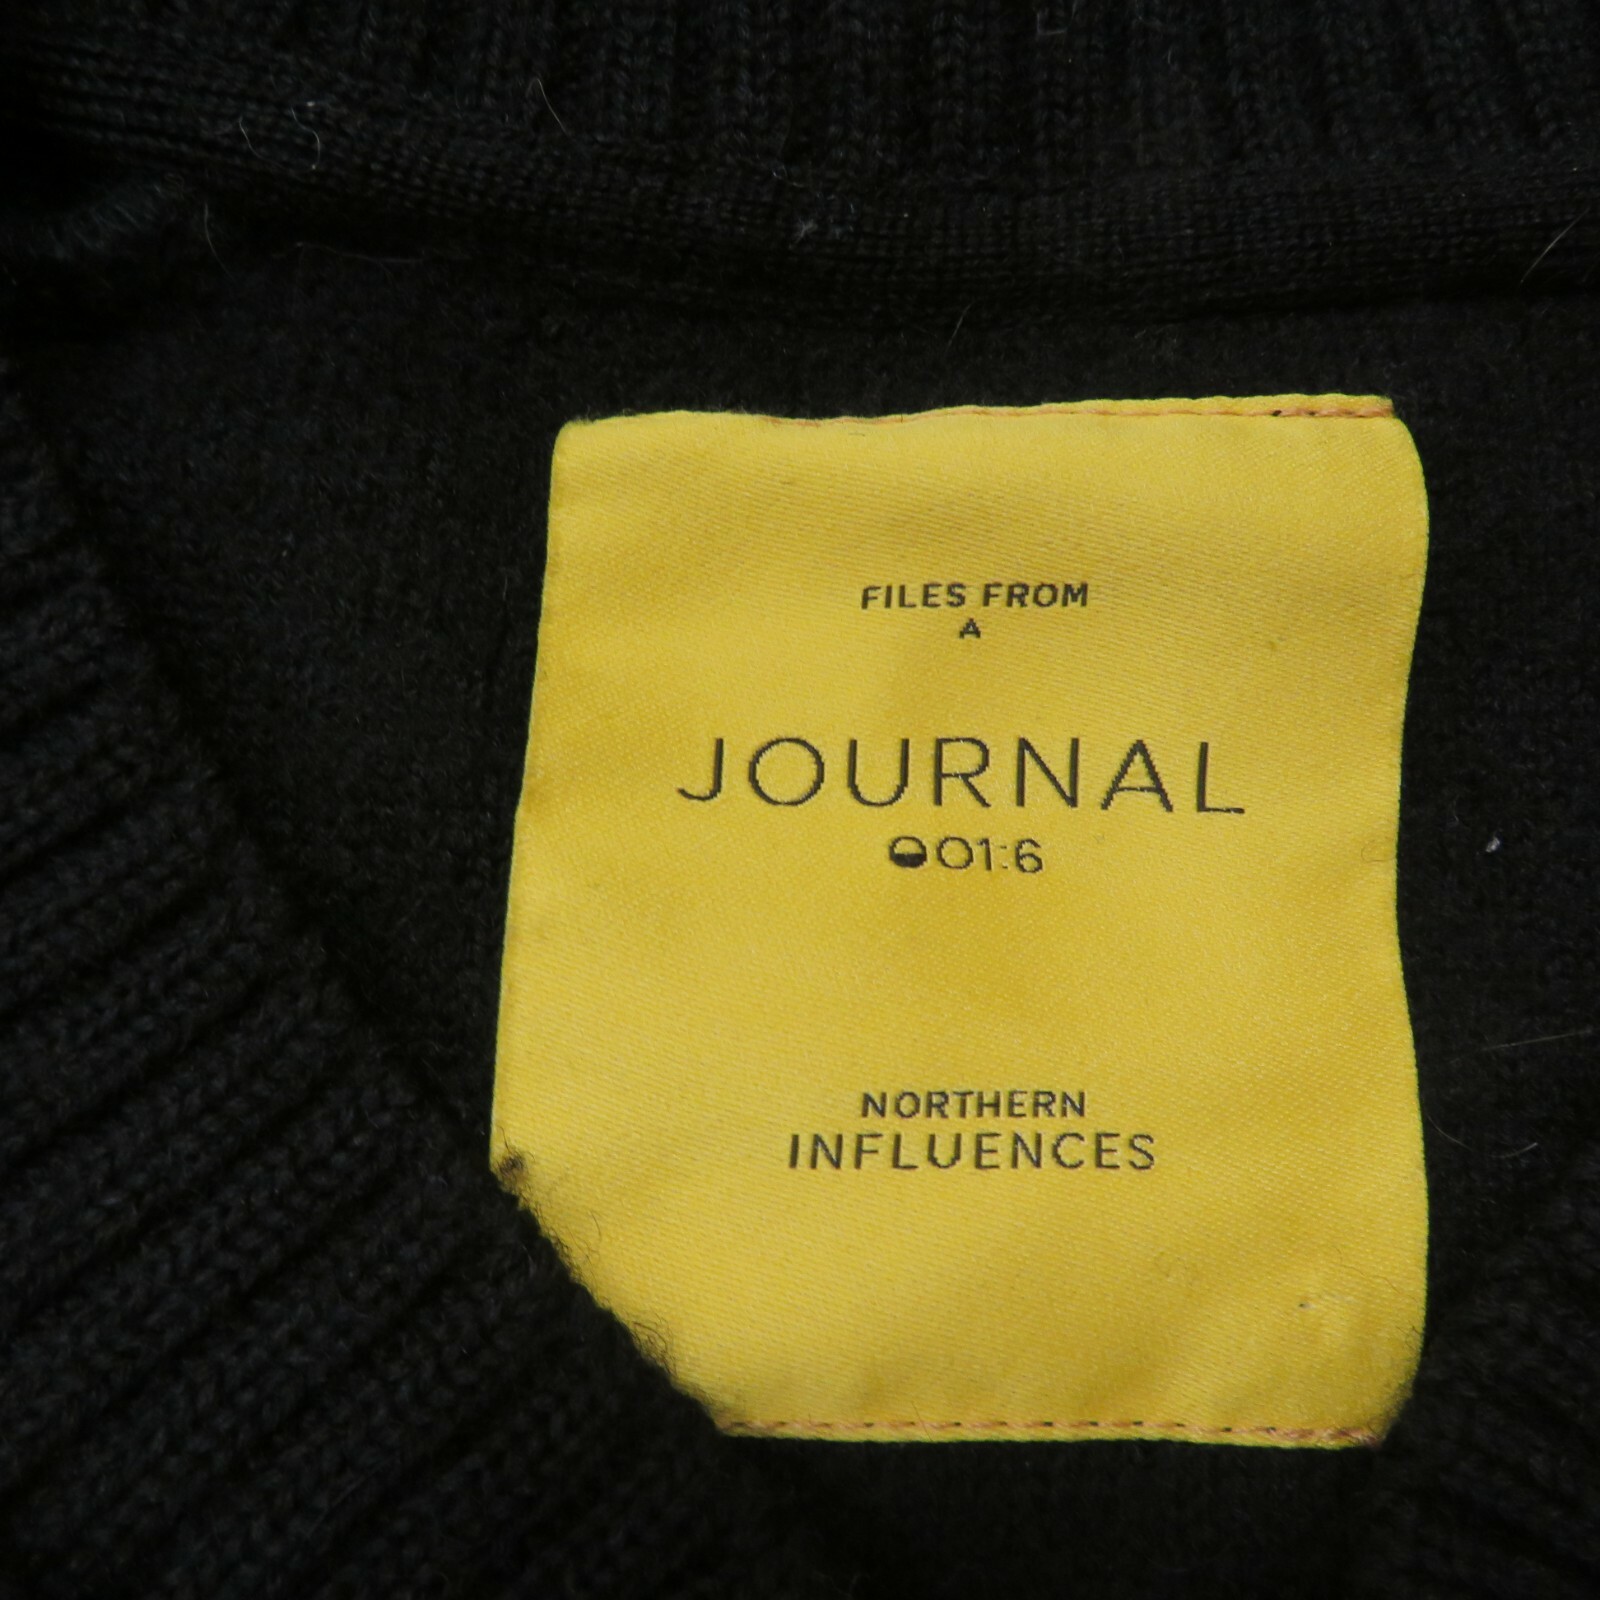 FILES FROM
A
JOURNAL
01:6
NORTHERN
INFLUENCES